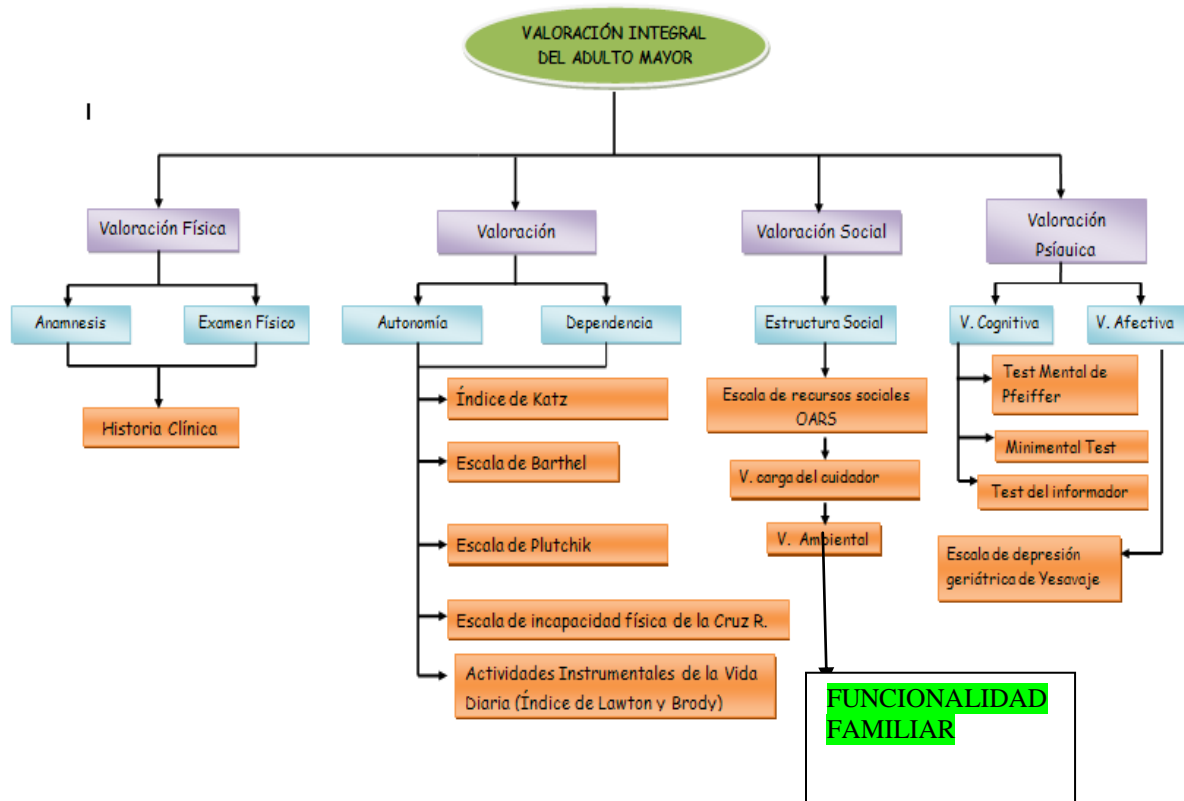 VALORACIÓN INTEGRAL
DEL ADULTO MAYOR
I
Valoración Física
Valoración
Valoración Social
Valoración
Psíquica
Anamnesis
Examen Físico
Autonomía
Dependencia
Estructura Social
V. Cognitiva
V. Afectiva
Historia Clínica
Índice de Katz
Escala de Barthel
Escala de Plutchik
Escala de incapacidad física de la Cruz R.
Actividades Instrumentales de la Vida
Diaria (Índice de Lawton y Brody)
Escala de recursos sociales
OARS
V. carga del cuidador
V. Ambiental
FUNCIONALIDAD
FAMILIAR
Test Mental de
Pfeiffer
Minimental Test
Test del informador
Escala de depresión
geriátrica de Yesavaje